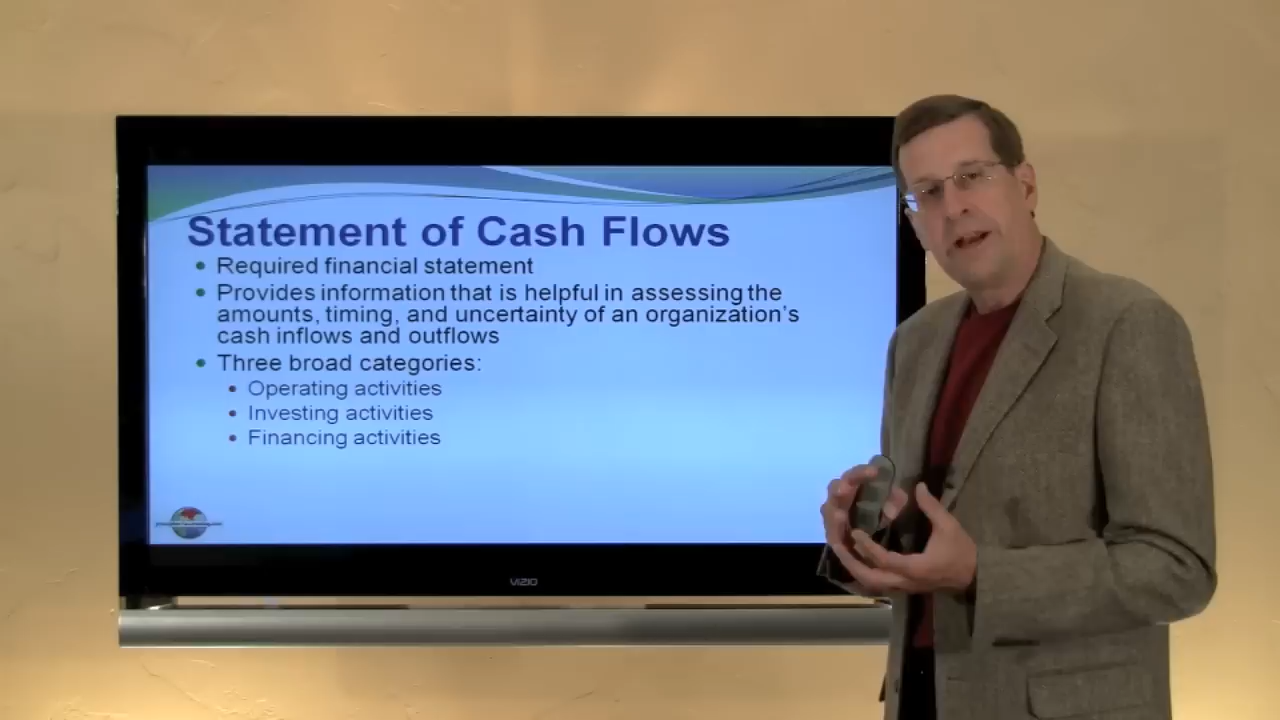 Statement of Cash Flows
• Required financial statement
• Provides information that is helpful in assessing the
amounts, timing, and uncertainty of an organization's
cash inflows and outflows
• Three broad categories:
• Operating activities
• Investing activities
• Financing activities
VIZIO